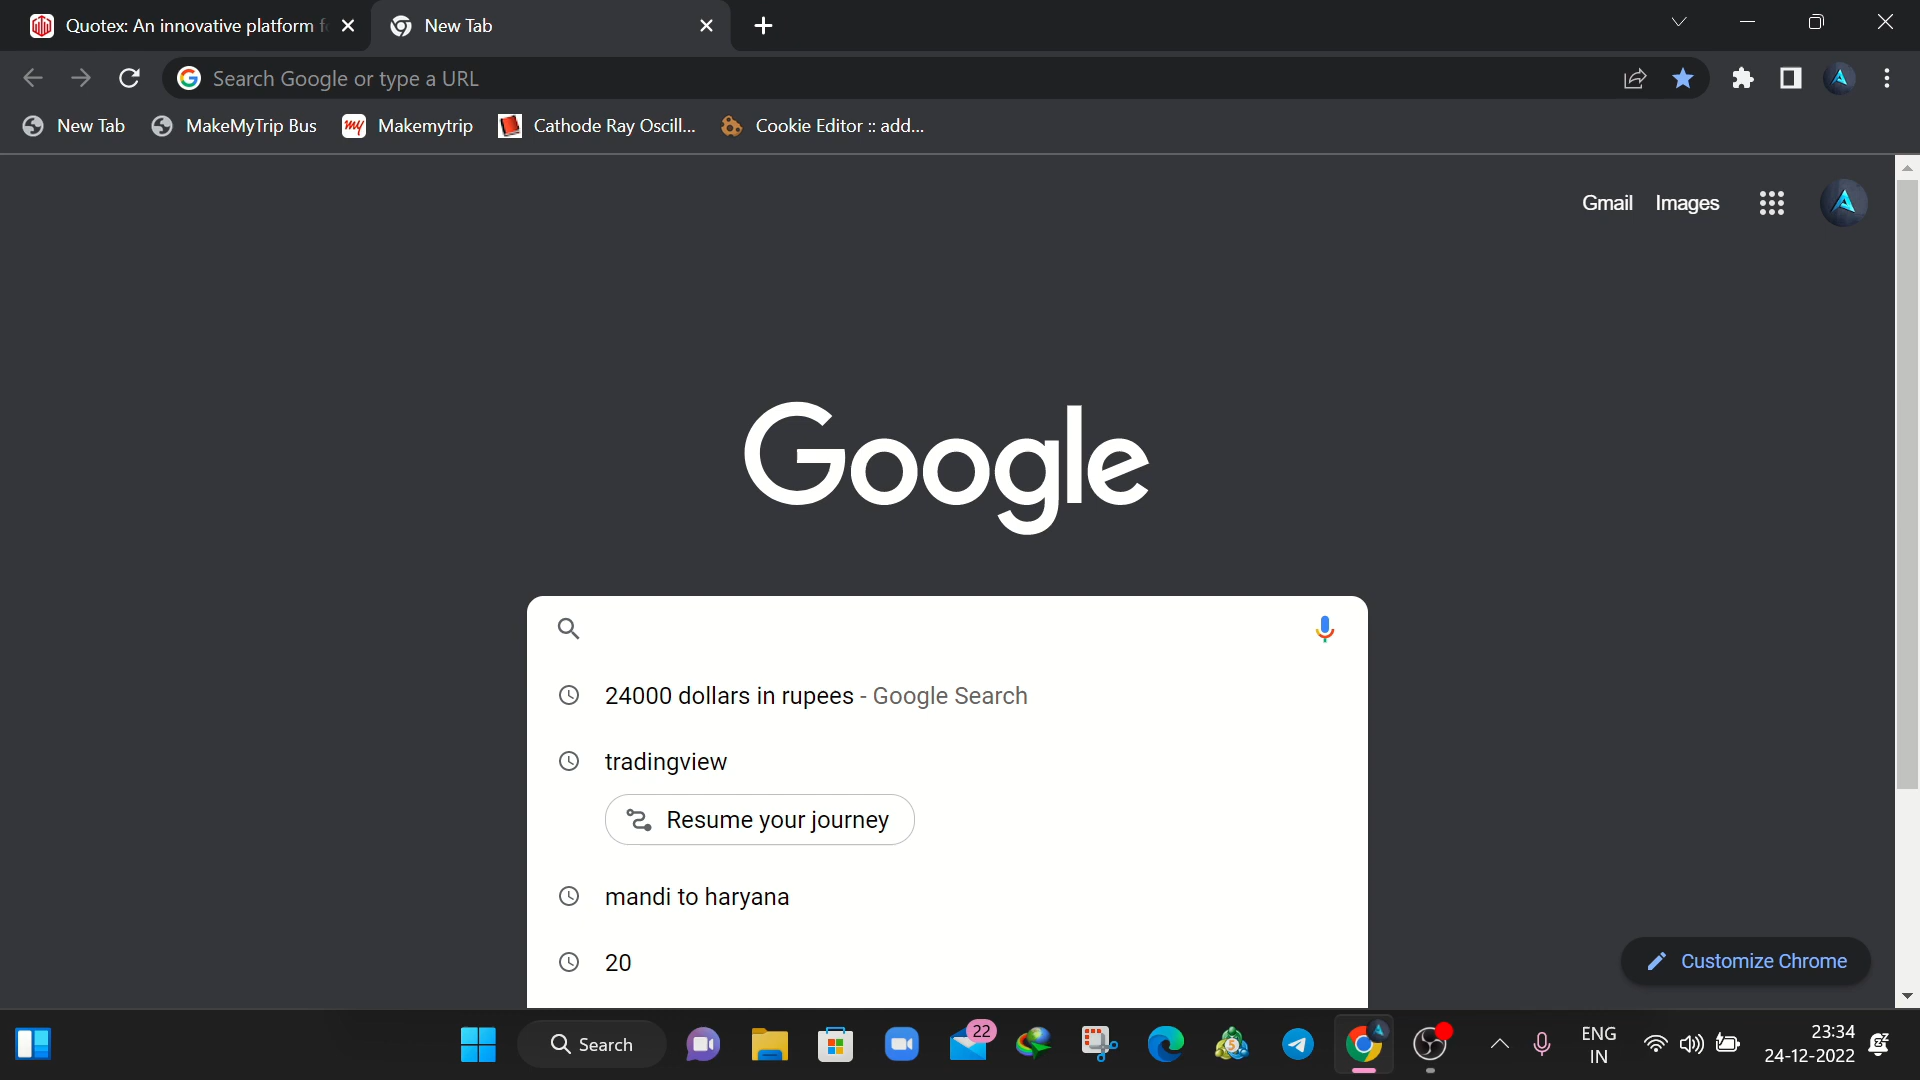 Quotex: An innovative platform f
New Tab
Search Google or type a URL
New Tab
MakeMyTrip Bus
my Makemytrip
Cathode Ray Oscill...
Cookie Editor :: add...
Gmail Images
Google
24000 dollars in rupees - Google Search
tradingview
Resume your journey
mandi to haryana
20
Customize Chrome
Search
22
ENG
IN
23:34
24-12-2022